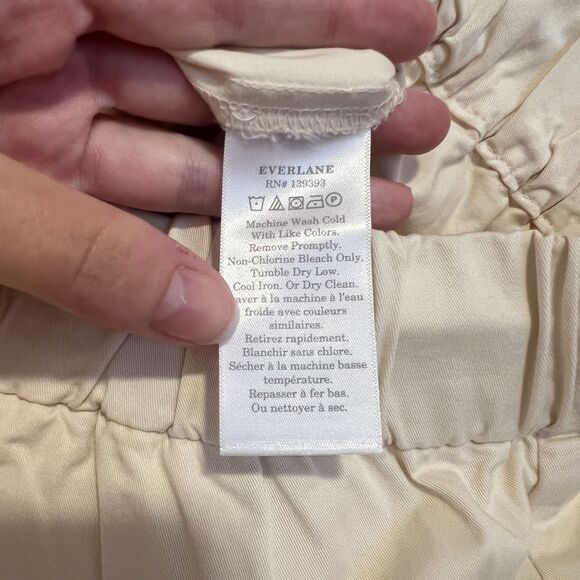 EVERLANE
RN# 139393
Machine Wash Cold
With Like Colors.
Remove Promptly.
Non-Chlorine Bleach Only.
Tumble Dry Low.
Cool Iron. Or Dry Clean.
aver à la machine à l'eau
froide avec couleurs
similaires.
Retirez rapidement.
Blanchir sans chlore.
Sécher à la machine basse
température.
Repasser à fer bas.
Ou nettoyer à sec.